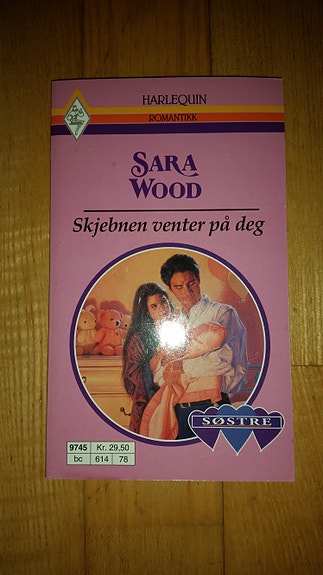 HARLEQUIN
ROMANTIKK
SARA
WOOD
Skjebnen venter på deg
SØSTRE
9745 Kr. 29,50
bc 614 78